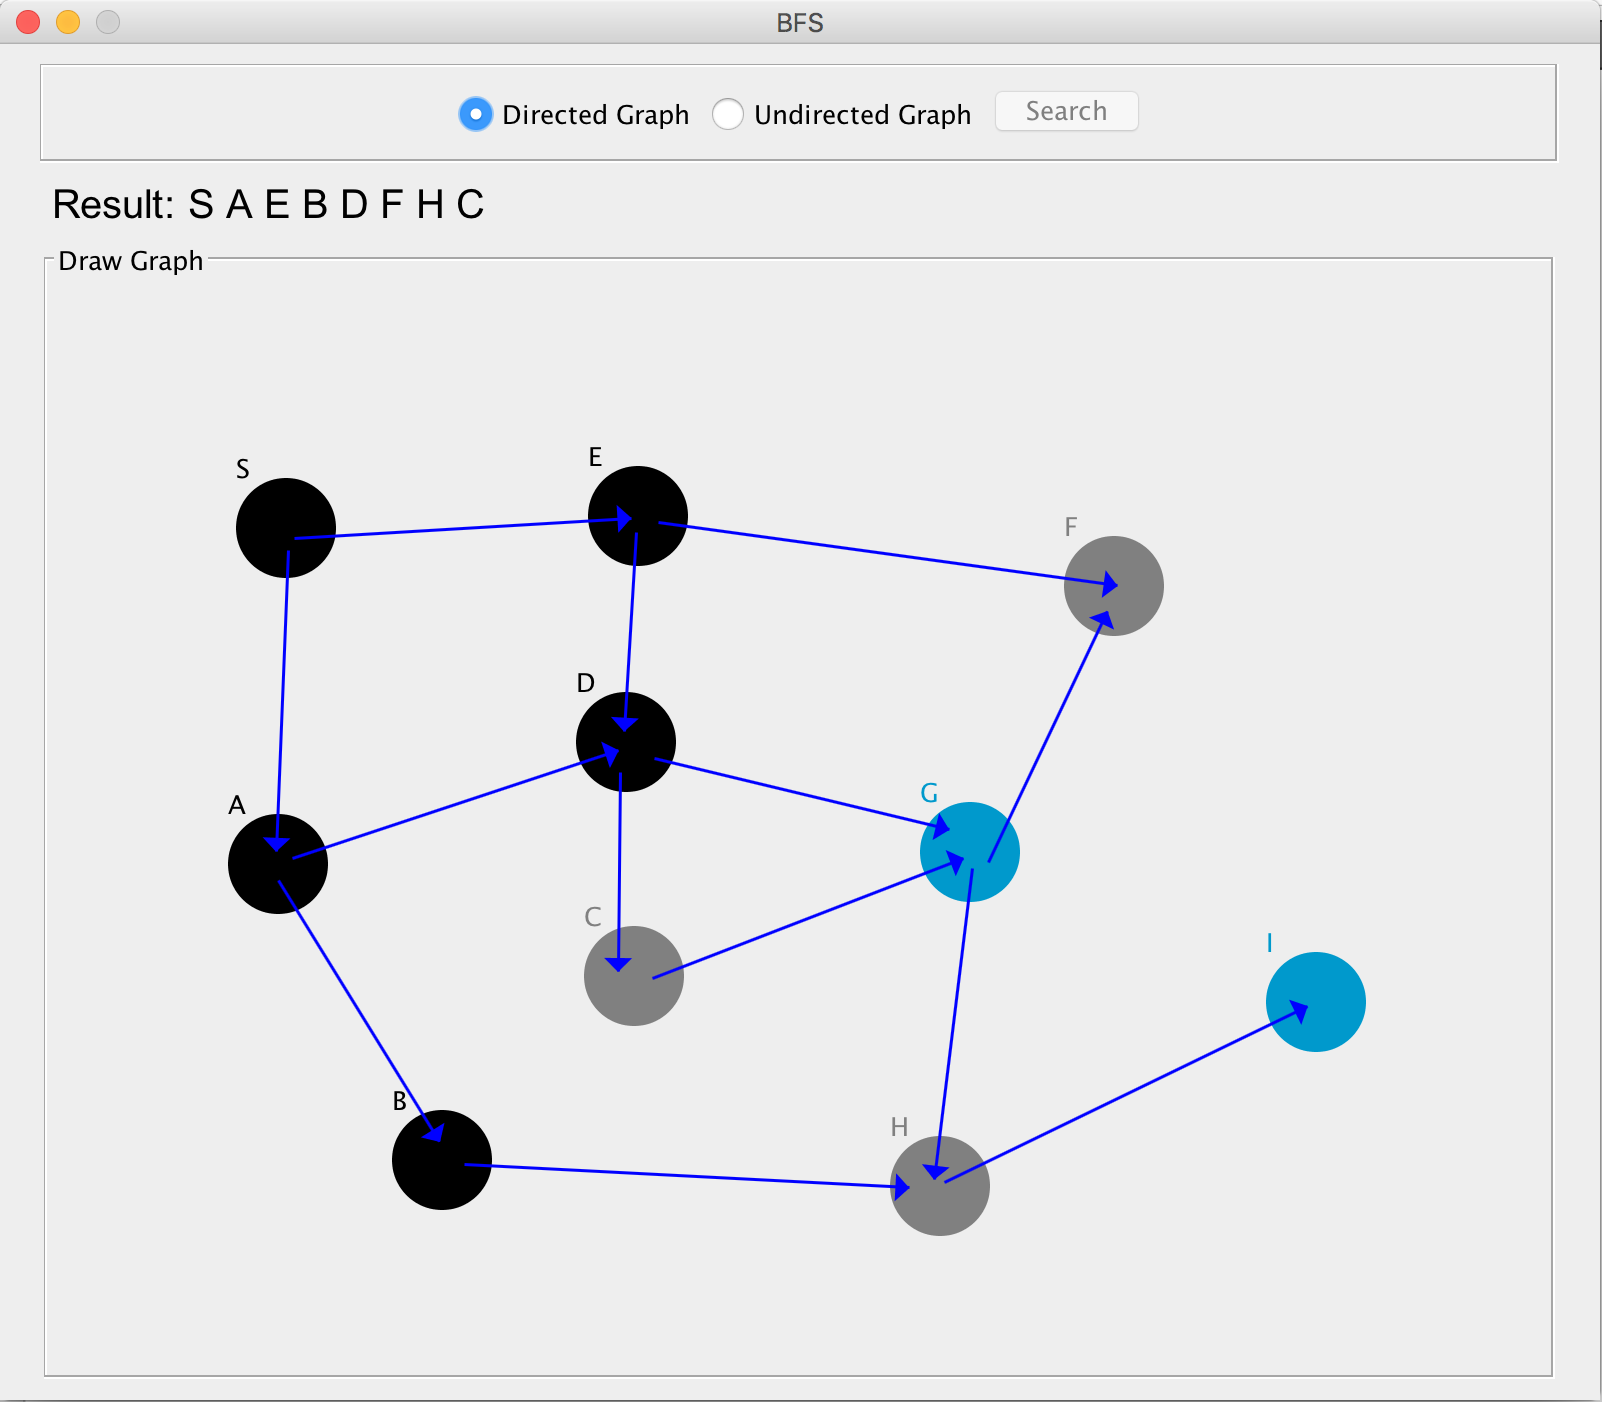 BFS
Directed Graph Undirected Graph Search
Result: S A E B D F H C
Draw Graph
S
E
F
D
G
A
C
I
B
H